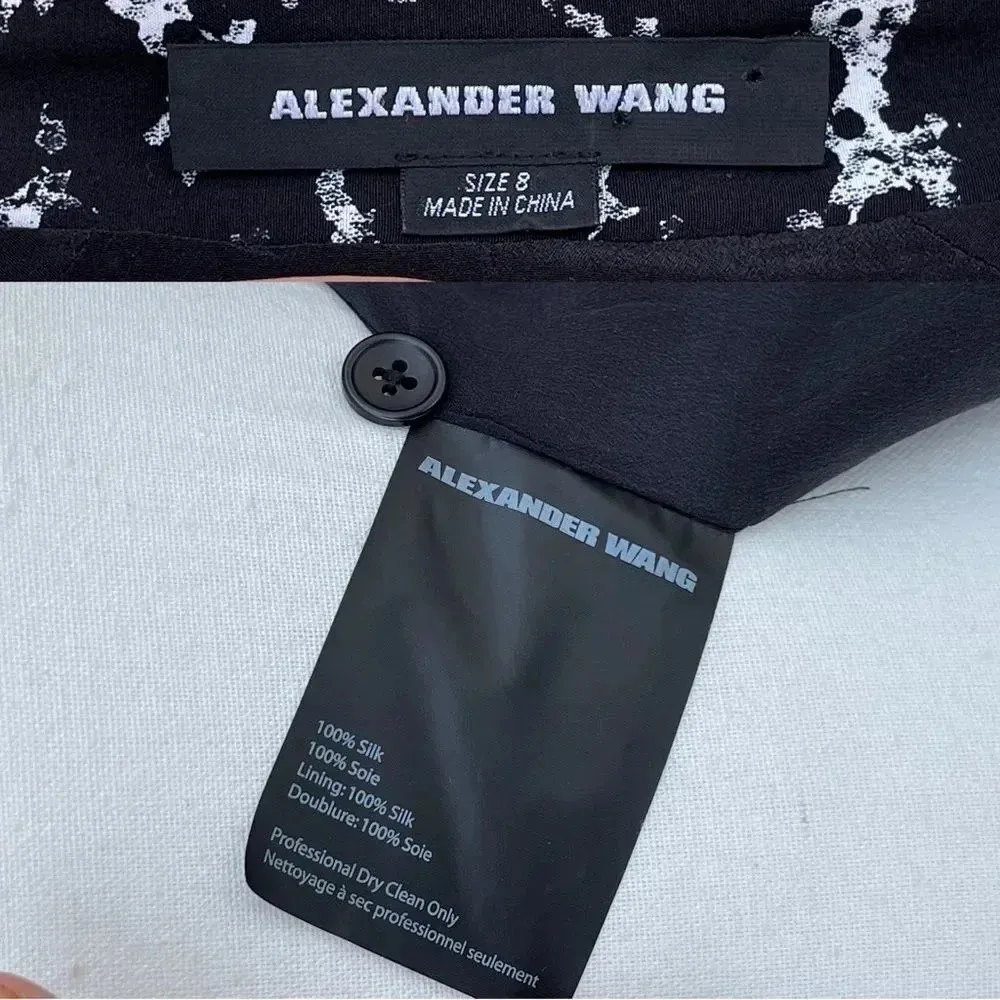 ALEXANDER WANG
SIZE 8
MADE IN CHINA
ALEXANDER WANG
100% Silk
100% Soie
Lining: 100% Silk
Doublure: 100% Soie
Professional Dry Clean Only
Nettoyage à sec professionnel seulement